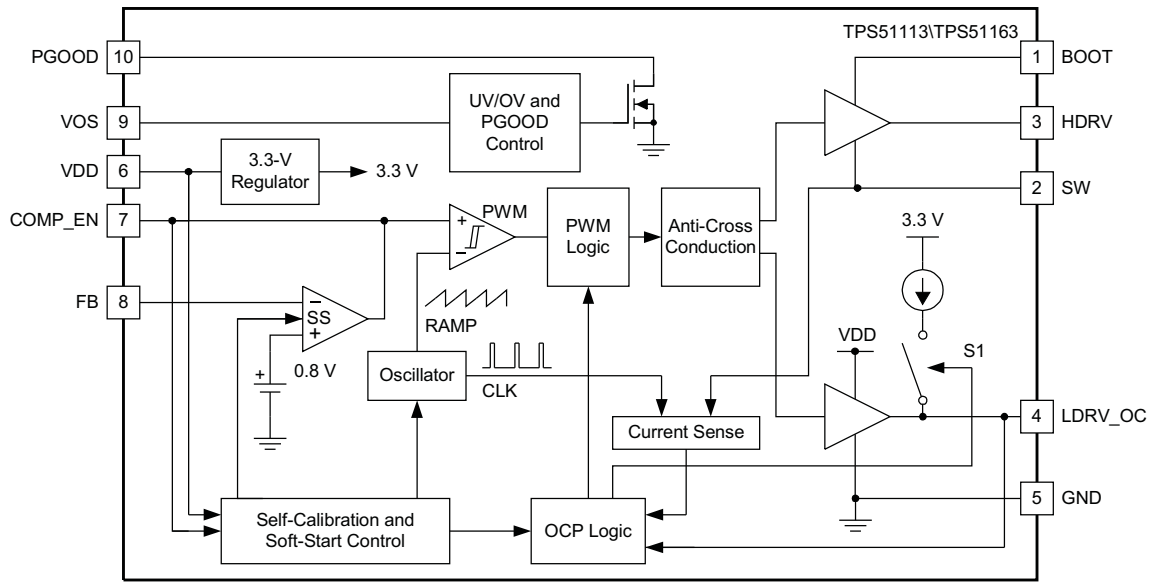 TPS51113\TPS51163
PGOOD
10
1
BOOT
UV/OV and
PGOOD
Control
VOS
9
3
HDRV
VDD
6
3.3-V
Regulator
3.3 V
2
SW
COMP_EN
7
+
−
PWM
PWM
Logic
Anti-Cross
Conduction
3.3 V
FB
8
−
SS
+
RAMP
+
0.8 V
Oscillator
CLK
VDD
S1
Current Sense
4
LDRV_OC
Self-Calibration and
Soft-Start Control
OCP Logic
5
GND